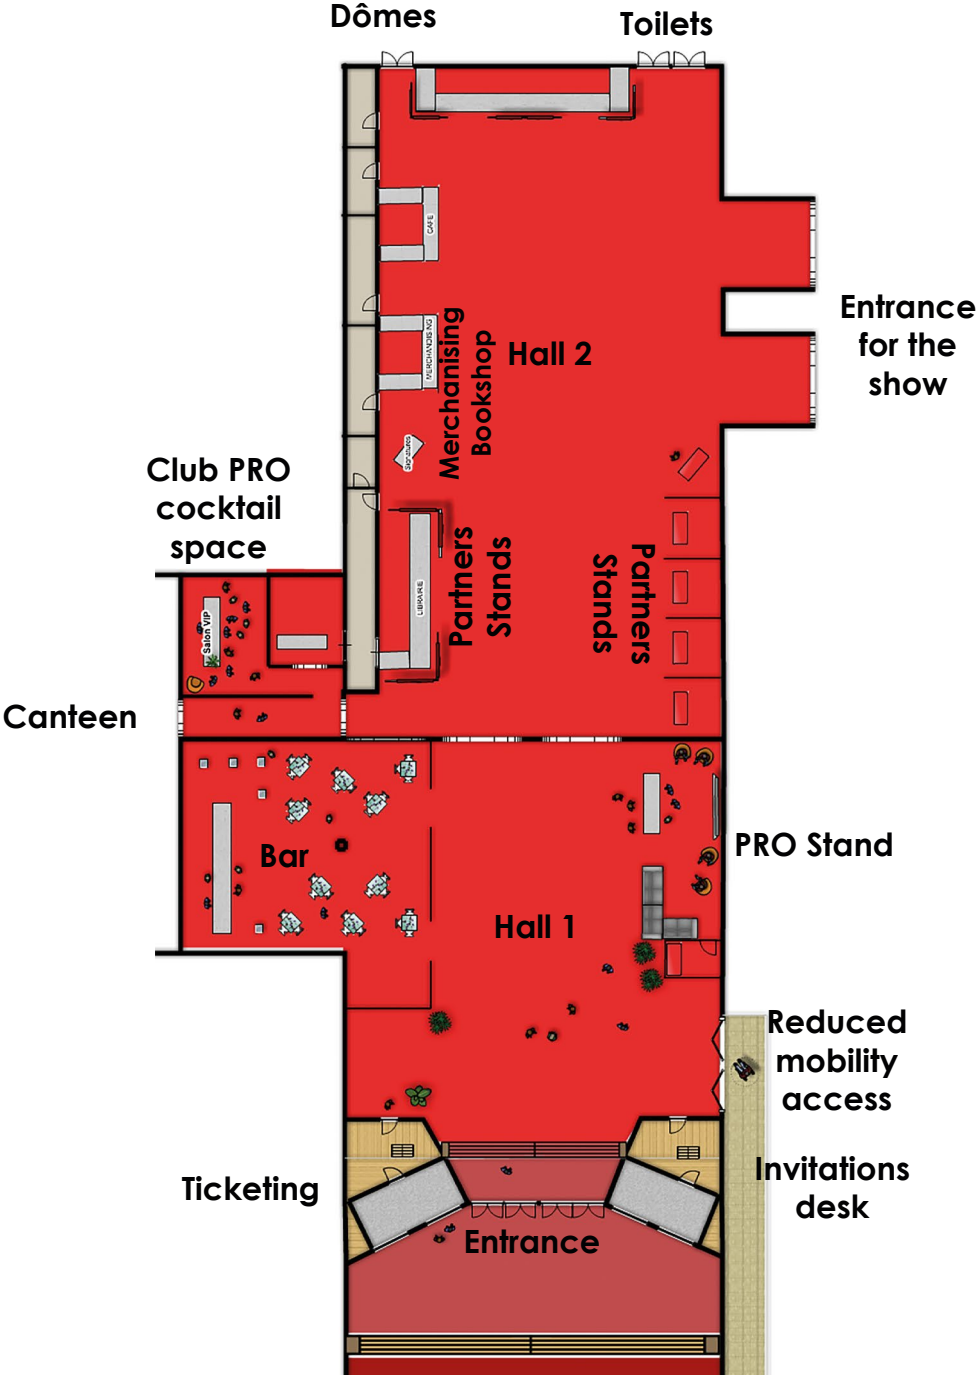 Dômes
Toilets
CAFE
Entrance
for the
show
MERCHANDISING
Merchanising
Bookshop
Hall 2
Signatures
Club PRO
cocktail
space
LIBRAIRIE
Partners
Stands
Partners
Stands
Salon VIP
Canteen
Bar
PRO Stand
Hall 1
Reduced
mobility
access
Ticketing
Invitations
desk
Entrance